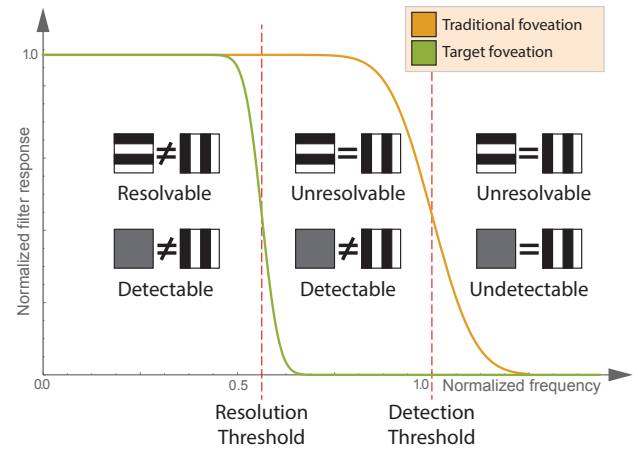 Traditional foveation
Target foveation
1.0
Normalized filter response
≠
=
=
Resolvable
Unresolvable
Unresolvable
≠
≠
=
Detectable
Detectable
Undetectable
0.0
0.5
1.0
Normalized frequency
Resolution
Threshold
Detection
Threshold